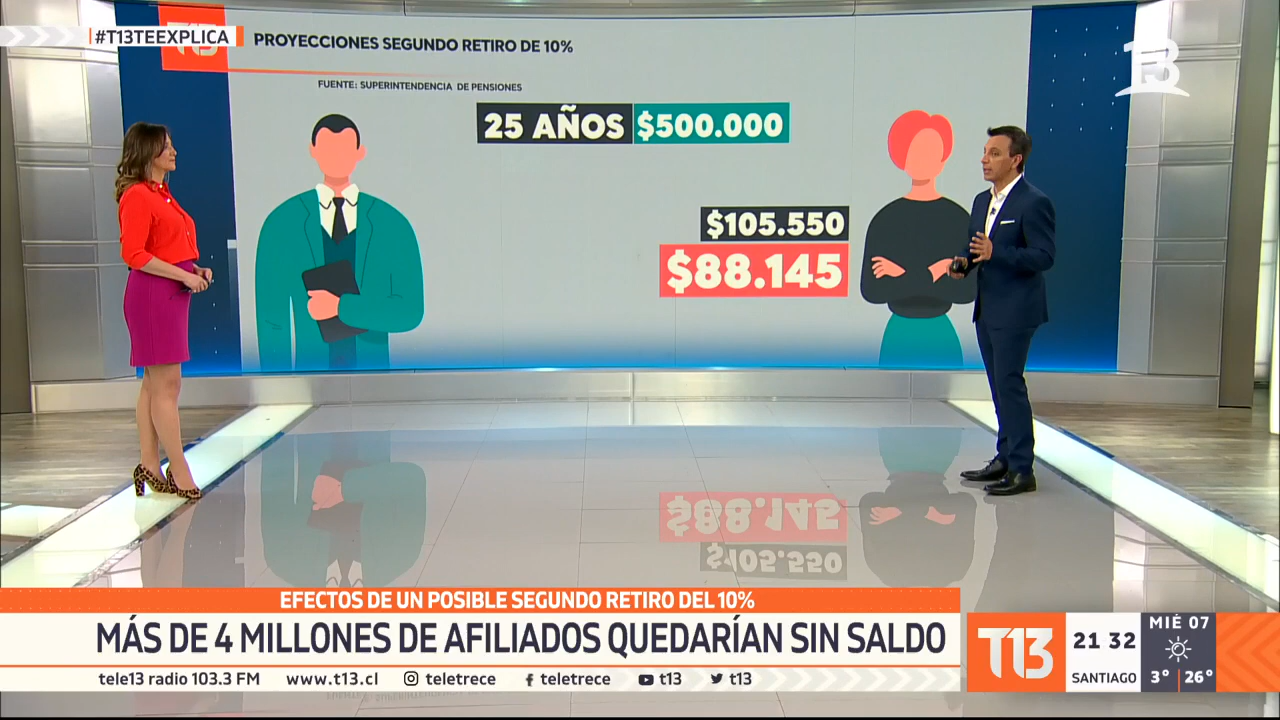 #T13TEEXPLICA
T13
PROYECCIONES SEGUNDO RETIRO DE 10%
FUENTE: SUPERINTENDENCIA DE PENSIONES
13
25 AÑOS $500.000
$105.550
$88.145
EFECTOS DE UN POSIBLE SEGUNDO RETIRO DEL 10%
MÁS DE 4 MILLONES DE AFILIADOS QUEDARÍAN SIN SALDO
tele13 radio 103.3 FM www.t13.cl teletrece teletrece t13 t13
T13
21 32
SANTIAGO
MIÉ 07
3° 26°